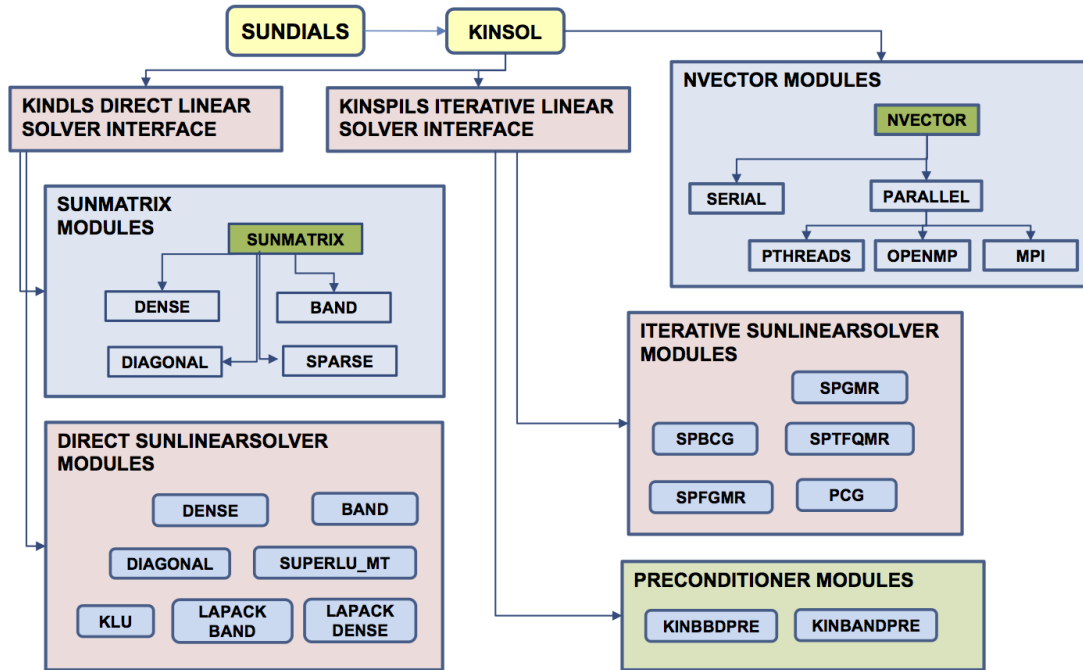 SUNDIALS
KINSOL
KINDLS DIRECT LINEAR
SOLVER INTERFACE
KINSPILS ITERATIVE LINEAR
SOLVER INTERFACE
NVECTOR MODULES
NVECTOR
SERIAL
PARALLEL
PTHREADS
OPENMP
MPI
SUNMATRIX
MODULES
SUNMATRIX
DENSE
BAND
DIAGONAL
SPARSE
ITERATIVE SUNLINEARSOLVER
MODULES
SPGMR
SPBCG
SPTFQMR
SPFGMR
PCG
DIRECT SUNLINEARSOLVER
MODULES
DENSE
BAND
DIAGONAL
SUPERLU_MT
KLU
LAPACK
BAND
LAPACK
DENSE
PRECONDITIONER MODULES
KINBBDPRE
KINBANDPRE